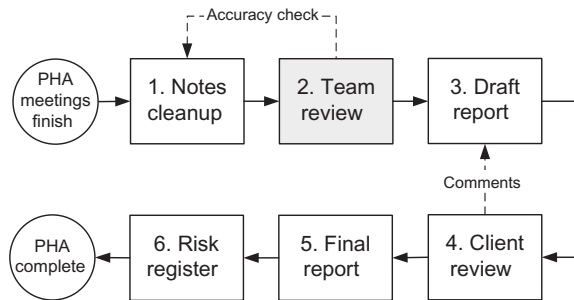 Accuracy check
PHA
meetings
finish
1. Notes
cleanup
2. Team
review
3. Draft
report
Comments
PHA
complete
6. Risk
register
5. Final
report
4. Client
review